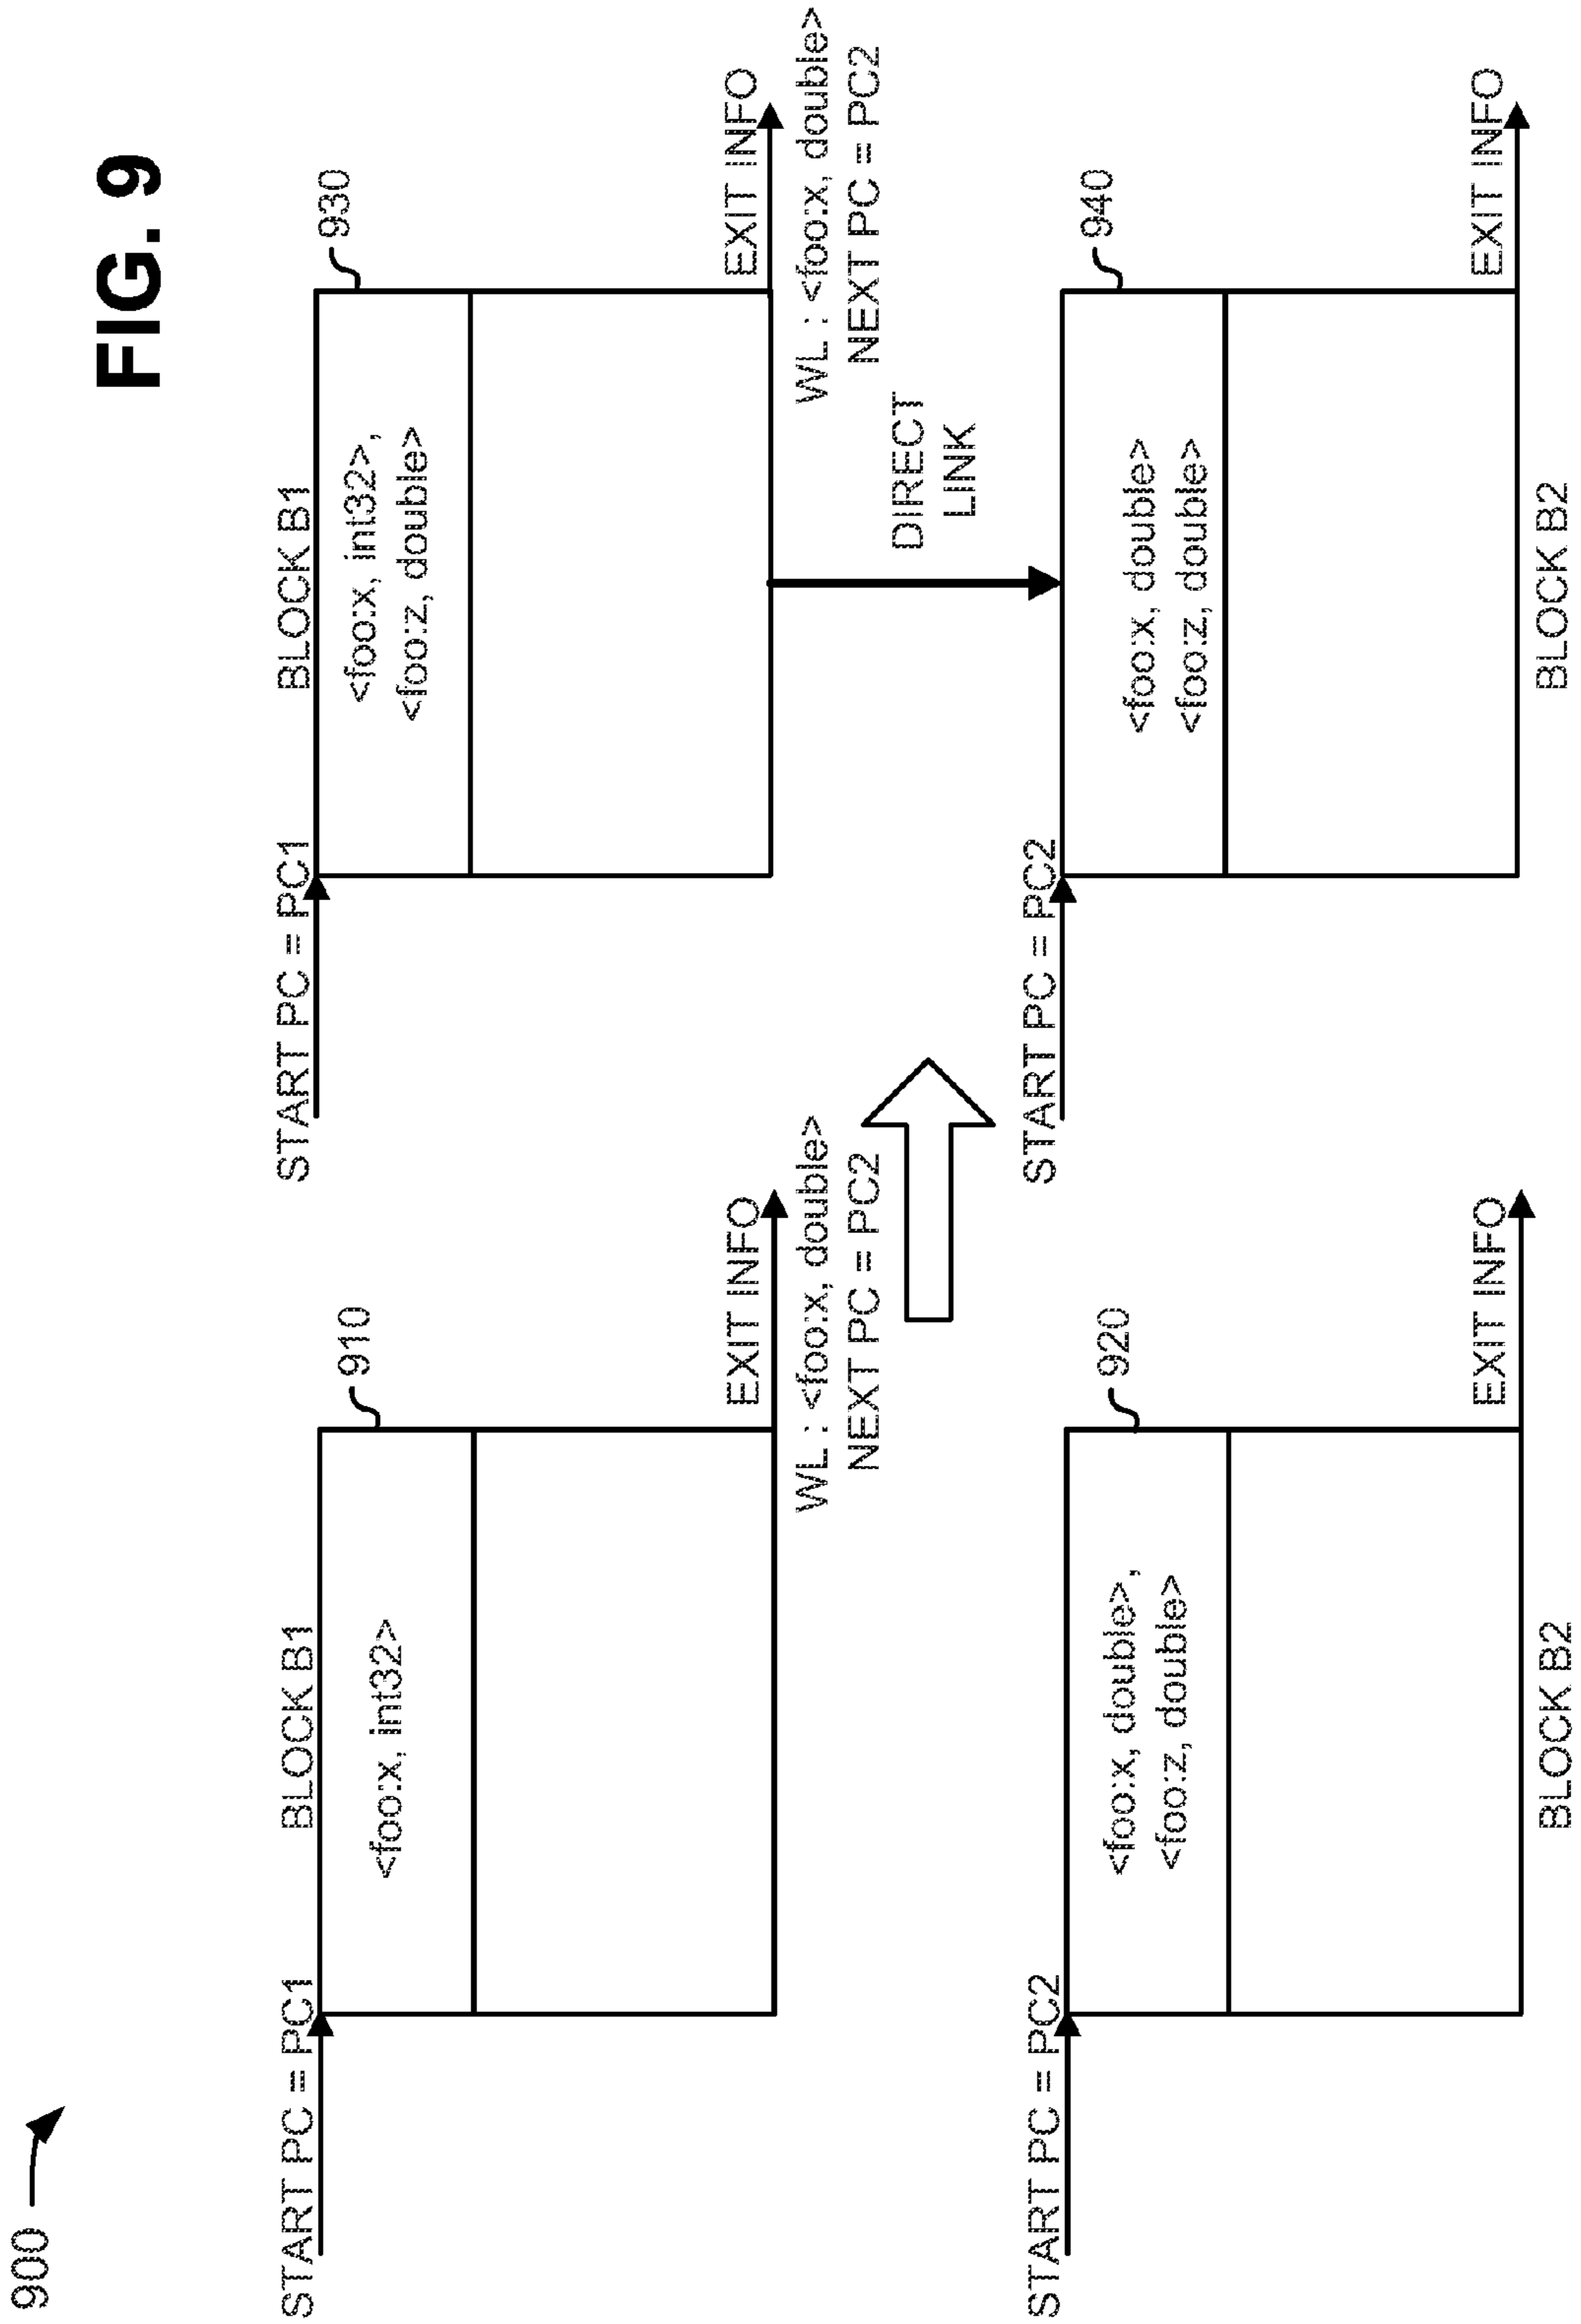 900
FIG. 9
START PC = PC1
BLOCK B1
910
<foo:x, int32>
EXIT INFO
WL : <foo:x, double>
NEXT PC = PC2
START PC = PC2
920
<foo:x, double>,
<foo:z, double>
EXIT INFO
BLOCK B2
START PC = PC1
BLOCK B1
930
<foo:x, int32>,
<foo:z, double>
EXIT INFO
WL : <foo:x, double>
NEXT PC = PC2
DIRECT
LINK
START PC = PC2
940
<foo:x, double>
<foo:z, double>
EXIT INFO
BLOCK B2